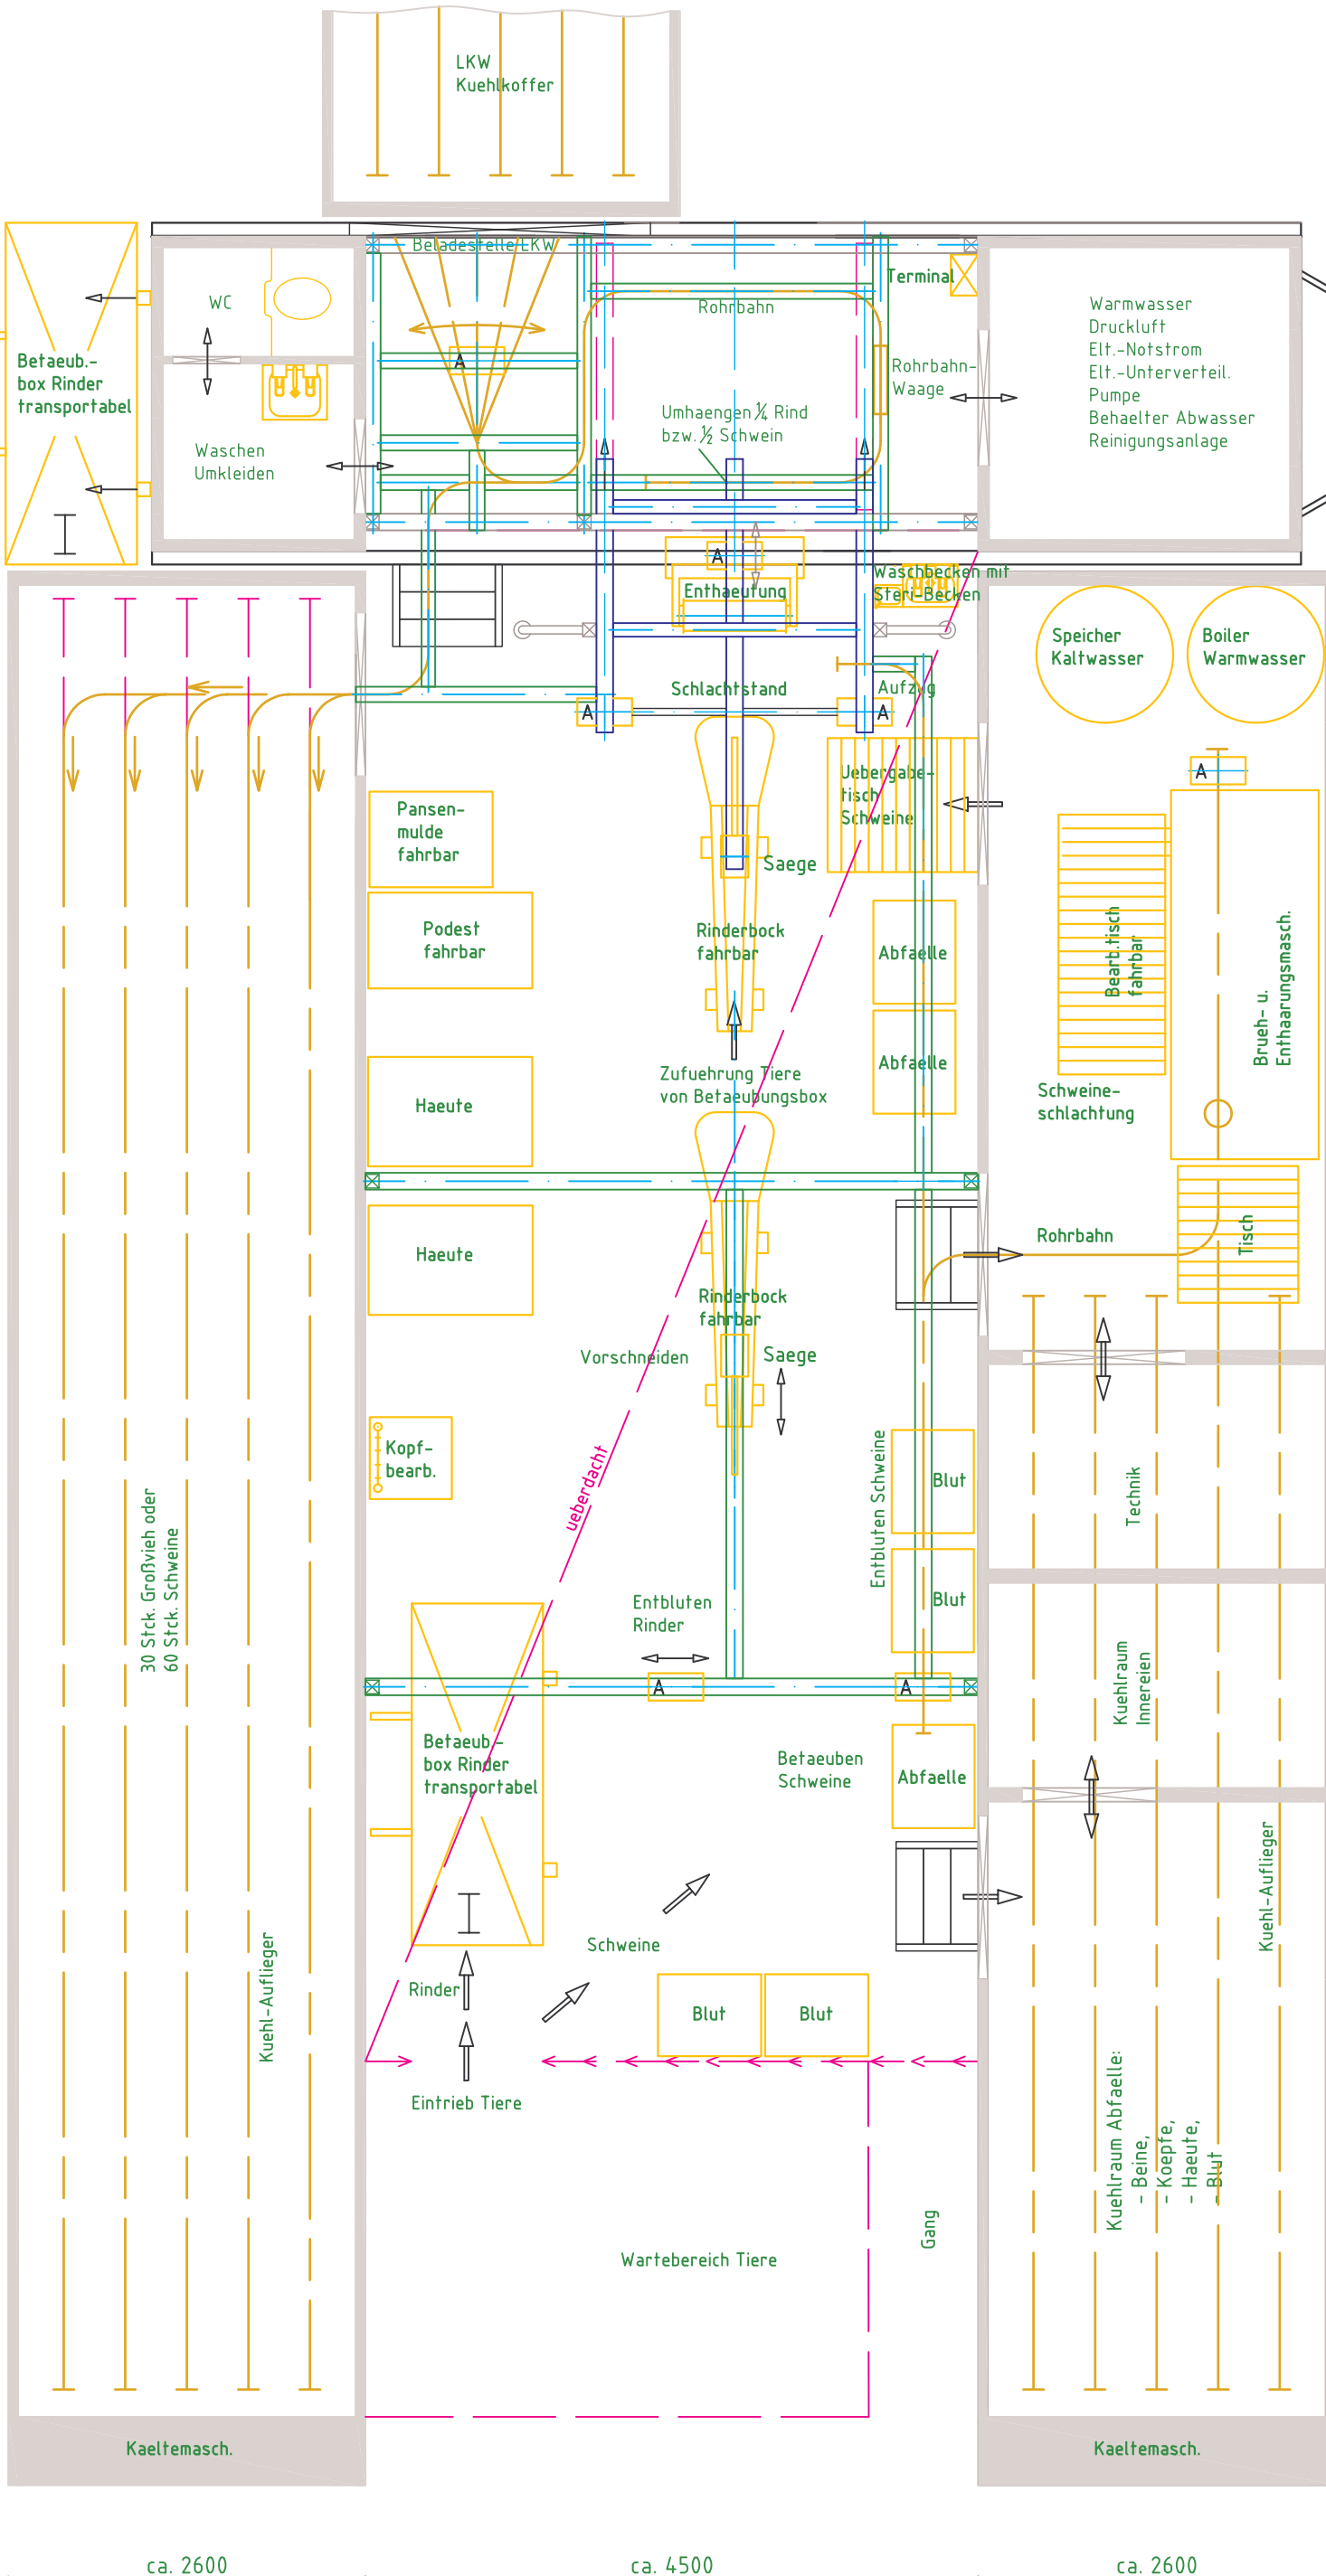 LKW
Kuehlkoffer
Beladestelle LKW
Terminal
WC
Rohrbahn
Warmwasser
Druckluft
Elt.-Notstrom
Elt.-Unterverteil.
Pumpe
Behaelter Abwasser
Reinigungsanlage
Betaeub.-
box Rinder
transportabel
A
Rohrbahn-
Waage
Umhaengen ¼ Rind
bzw. ½ Schwein
Waschen
Umkleiden
A
Enthaeutung
Waschbecken mit
Steri-Becken
Speicher
Kaltwasser
Boiler
Warmwasser
Schlachtstand
Aufzug
A
A
Uebergabe-
tisch
Schweine
A
Pansen-
mulde
fahrbar
Saege
Podest
fahrbar
Rinderbock
fahrbar
Abfaelle
Bearb.tisch
fahrbar
Brueh- u.
Enthaarungsmasch.
Abfaelle
Zufuehrung Tiere
von Betaeubungsbox
Haeute
Schweine-
schlachtung
Haeute
Rohrbahn
Tisch
Rinderbock
fahrbar
Vorschneiden
Saege
Kopf-
bearb.
ueberdacht
Entbluten Schweine
Blut
Technik
30 Stck. Großvieh oder
60 Stck. Schweine
Blut
Entbluten
Rinder
Kuehlraum
Innereien
A
A
Betaeub.-
box Rinder
transportabel
Betaeuben
Schweine
Abfaelle
Kuehl-Auflieger
Kuehl-Auflieger
Schweine
Rinder
Blut
Blut
Eintrieb Tiere
Kuehlraum Abfaelle:
- Beine,
- Koepfe,
- Haeute,
- Blut
Gang
Wartebereich Tiere
Kaeltemasch.
Kaeltemasch.
ca. 2600
ca. 4500
ca. 2600